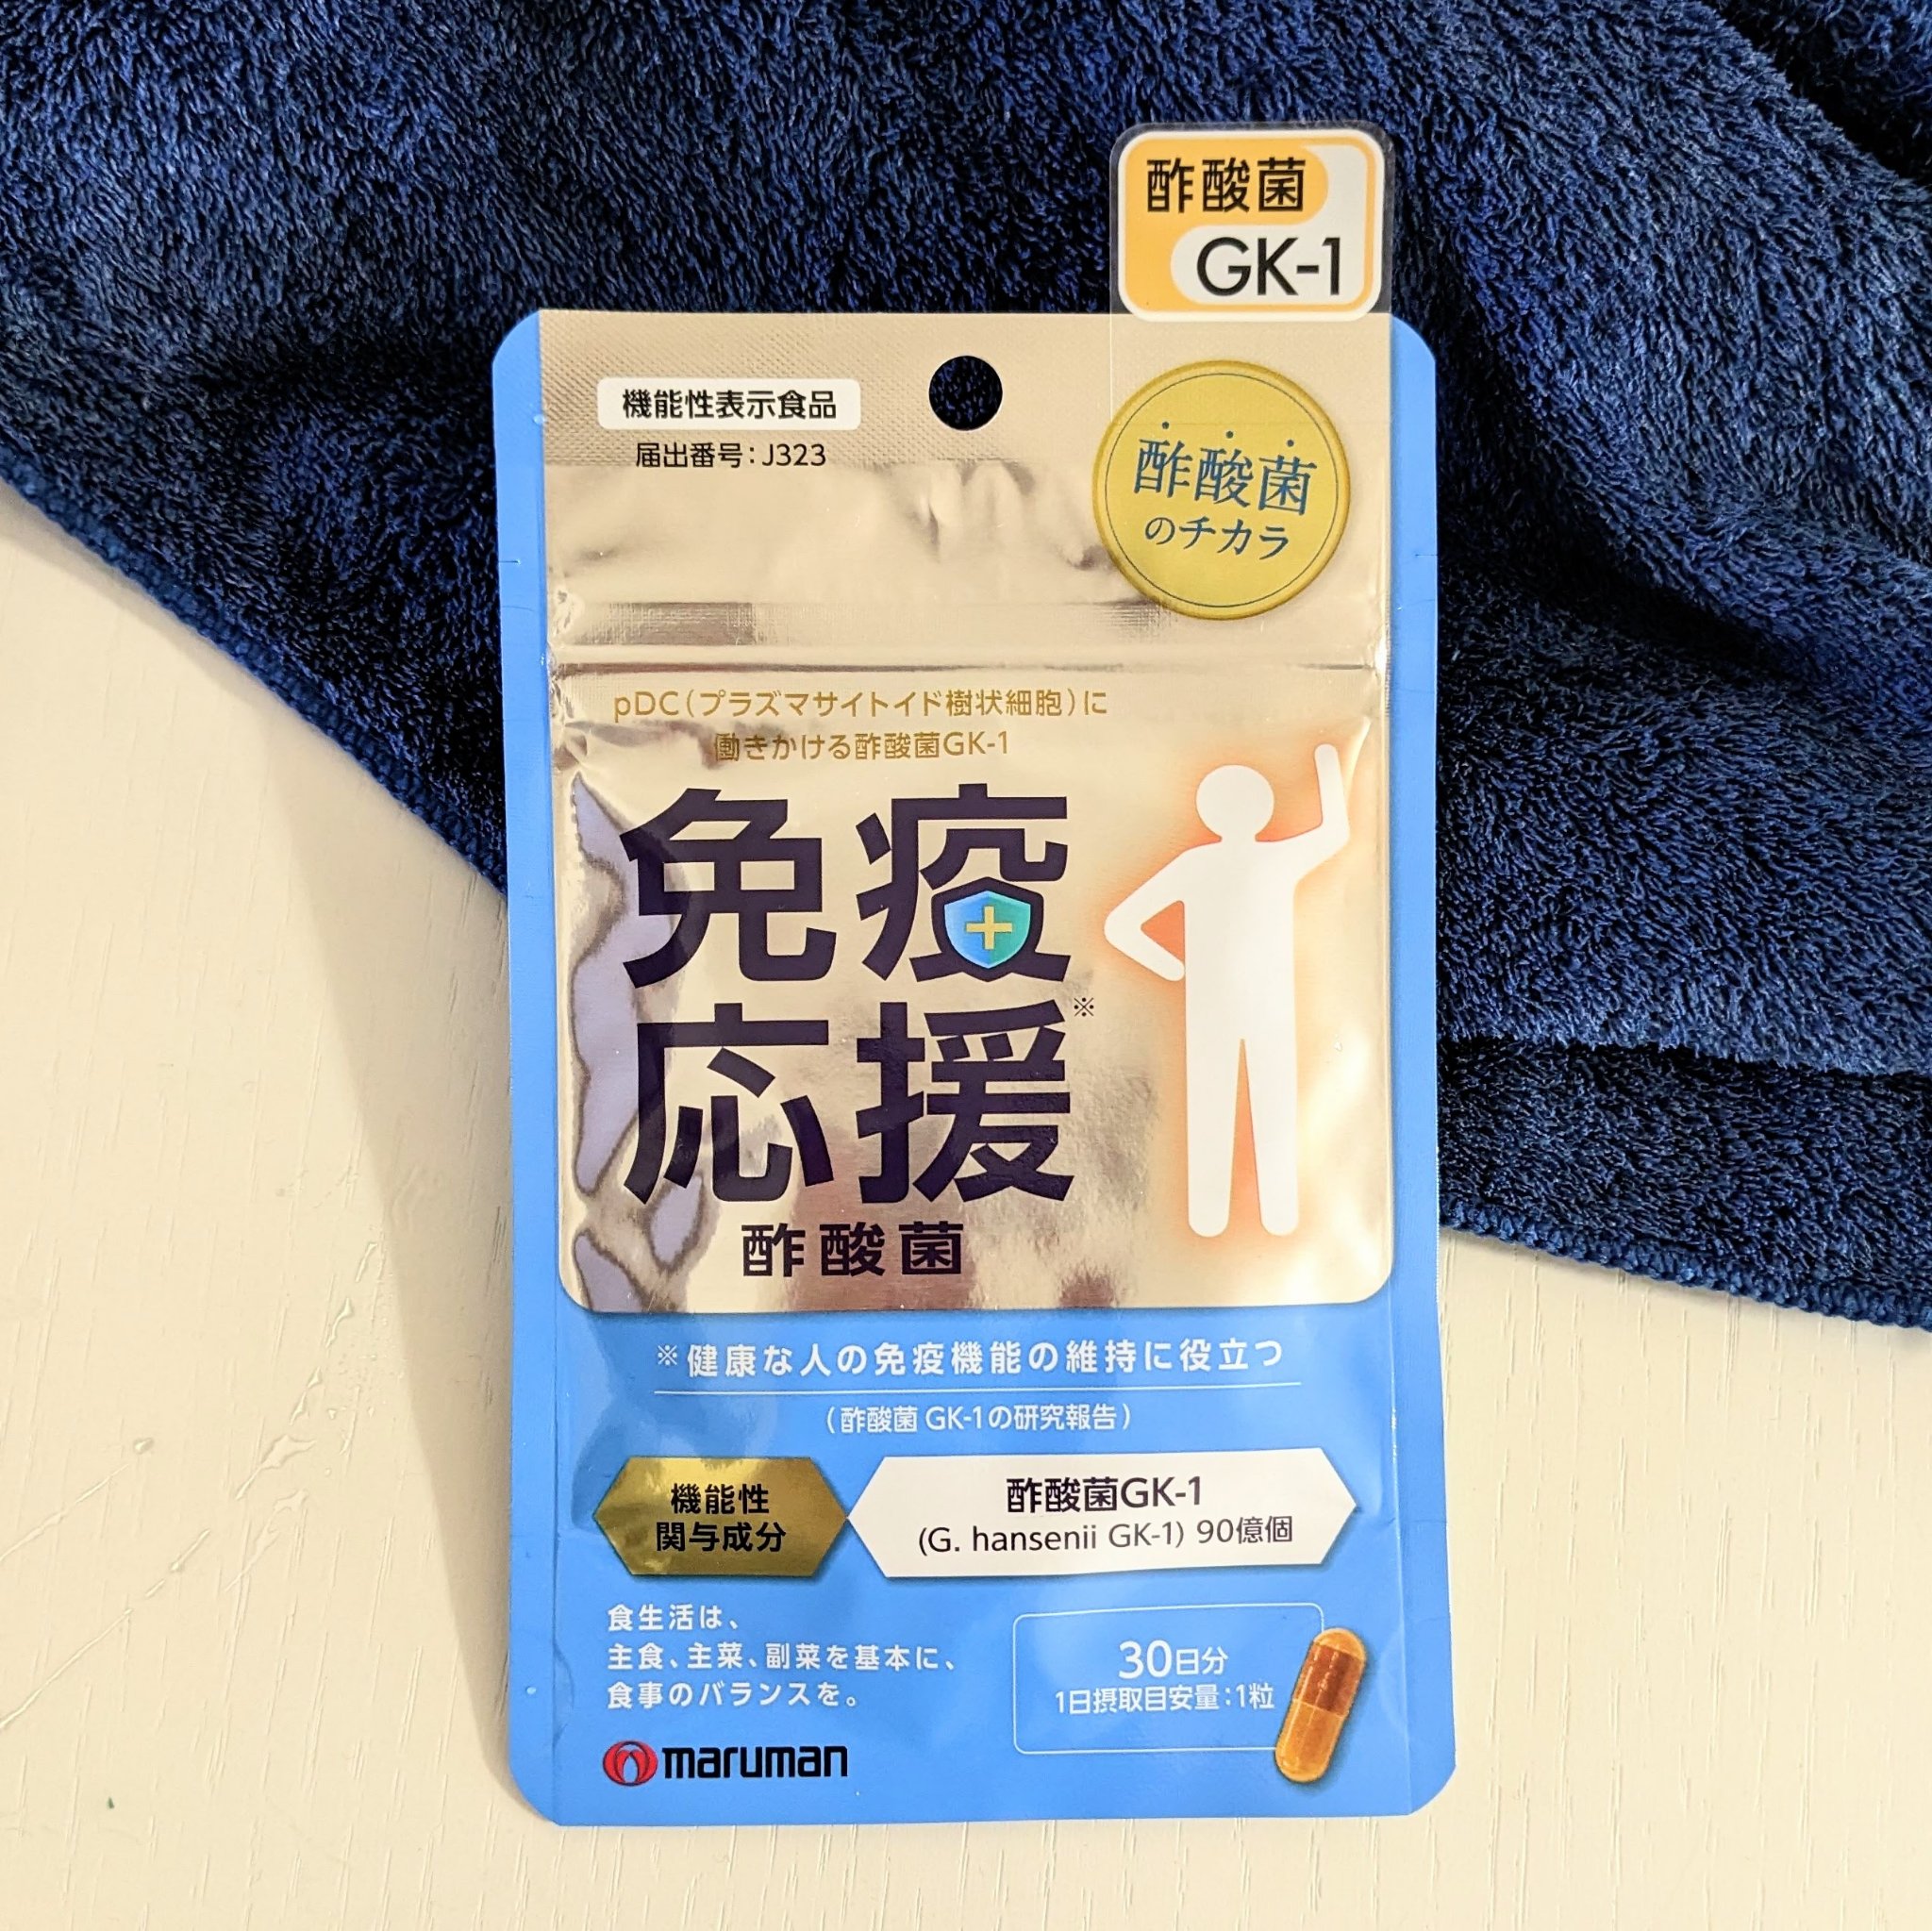 酢酸菌
GK-1
機能性表示食品
届出番号：J323
酢酸菌
のチカラ
pDC（プラズマサイトイド樹状細胞）に
働きかける酢酸菌GK-1
免疫
応援※
酢酸菌
※健康な人の免疫機能の維持に役立つ
（酢酸菌 GK-1の研究報告）
機能性
関与成分
酢酸菌GK-1
(G. hansenii GK-1) 90億個
食生活は、
主食、主菜、副菜を基本に、
食事のバランスを。
30日分
1日摂取目安量：1粒
maruman